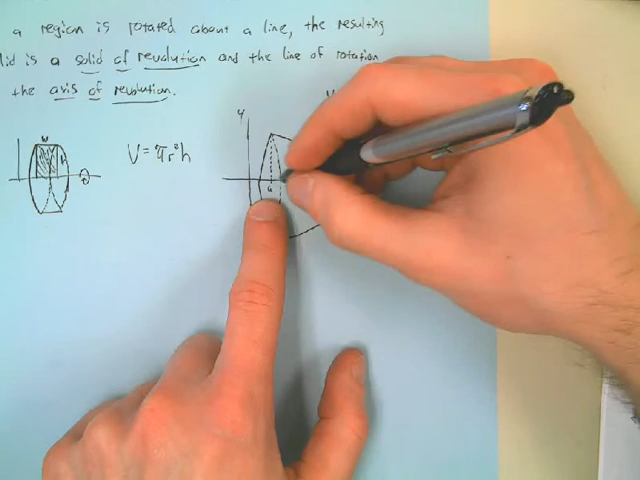 a region is rotated about a line, the resulting
lid is a solid of revolution and the line of rotation
the axis of revolution.
y
w
V = πr²h
a